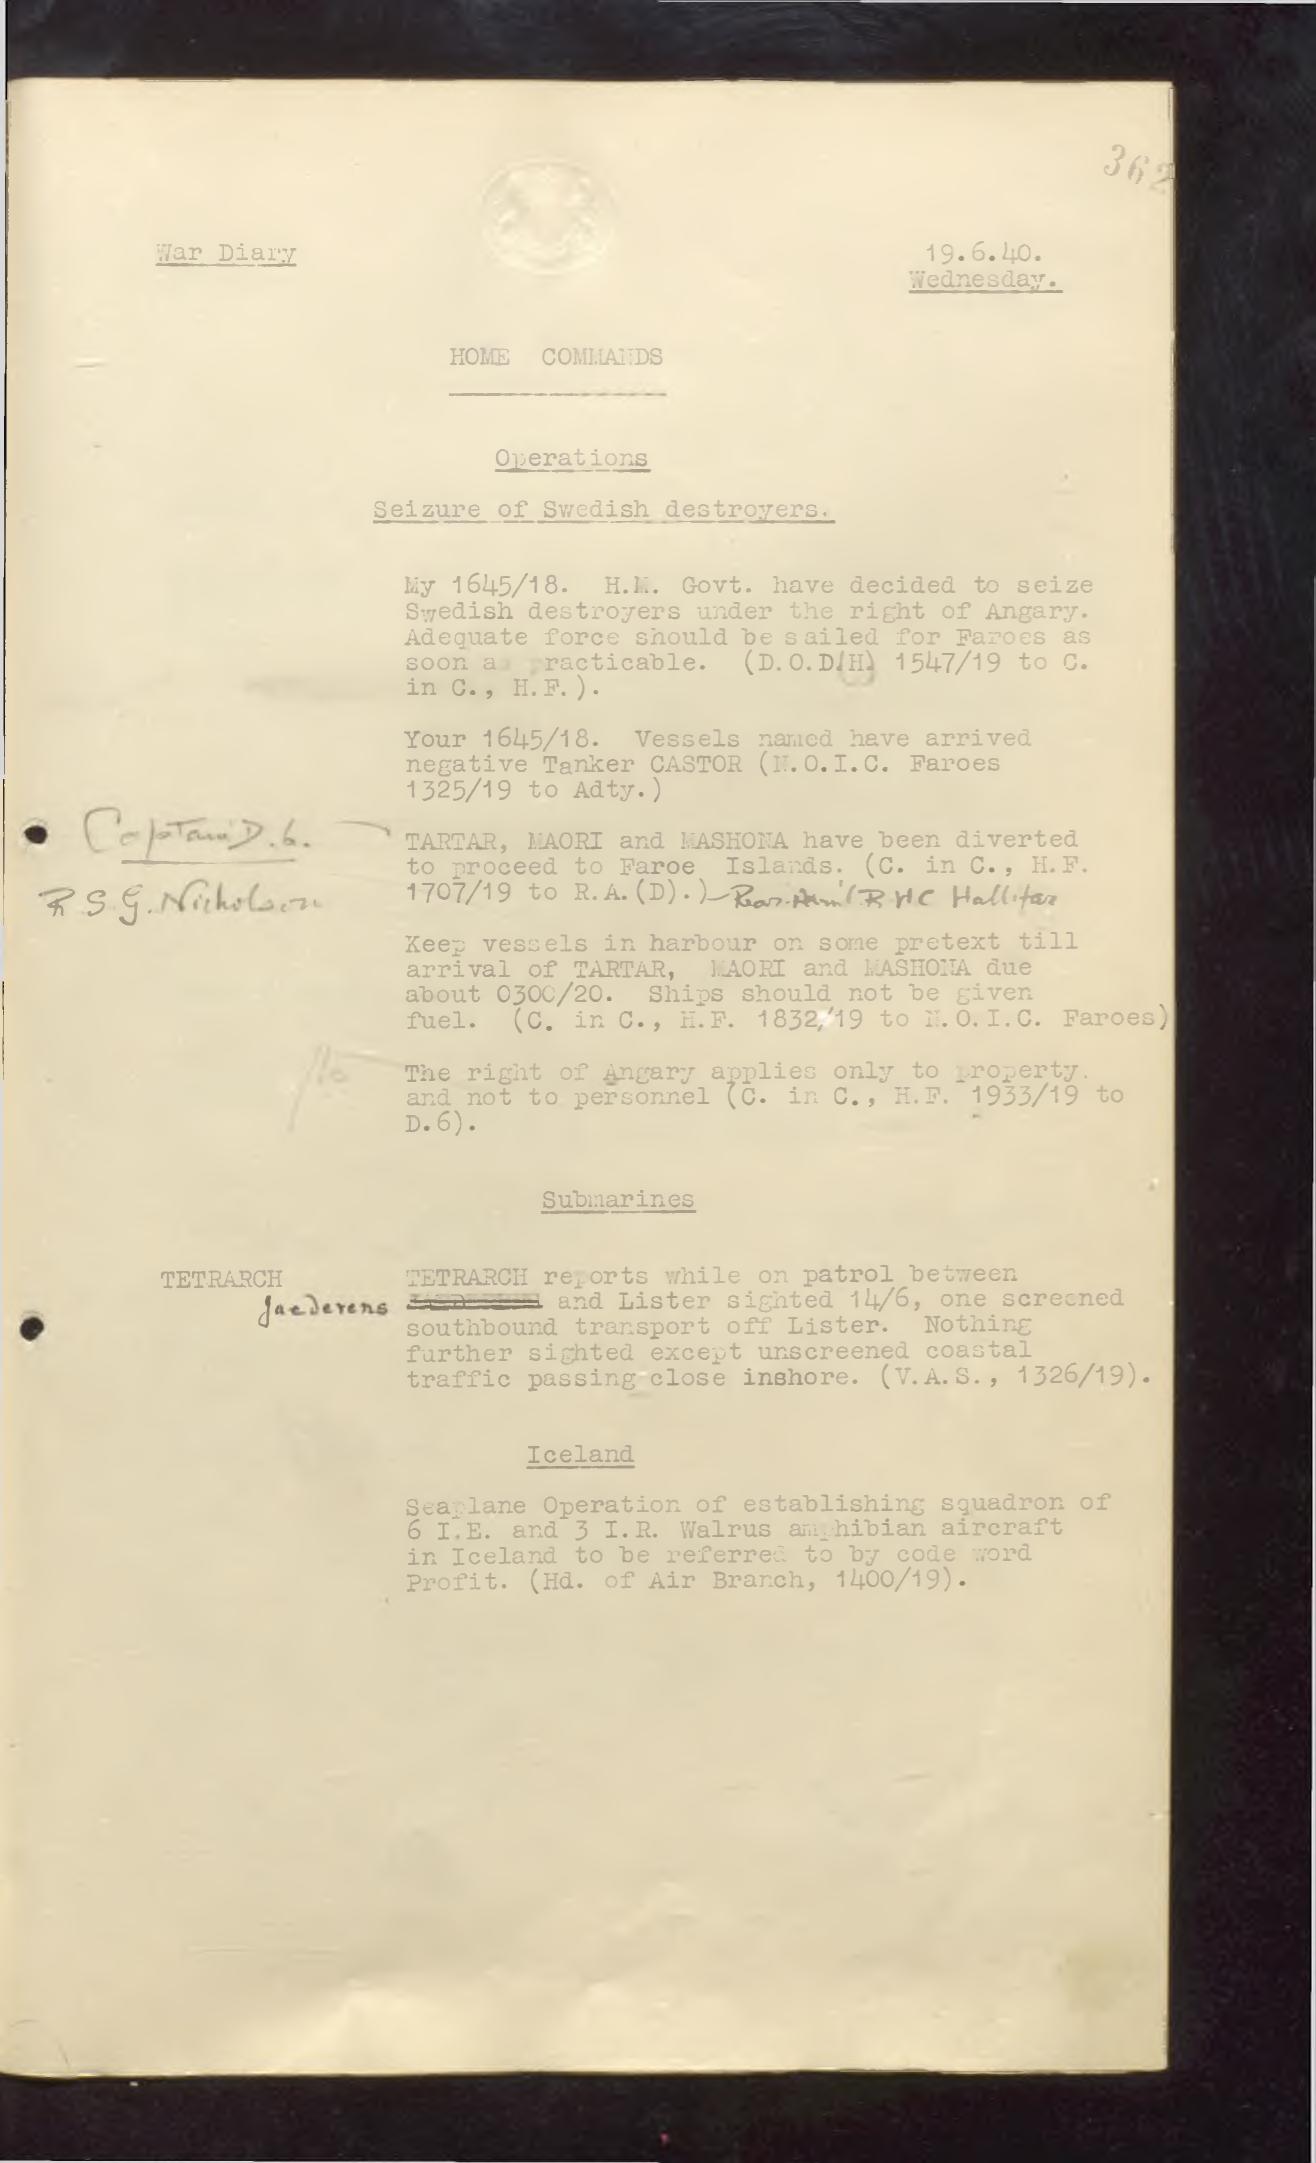 362
War Diary
19.6.40.
Wednesday.
HOME COMMANDS
Operations
Seizure of Swedish destroyers.
My 1645/18. H.M. Govt. have decided to seize
Swedish destroyers under the right of Angary.
Adequate force should be sailed for Faroes as
soon as practicable. (D.O.D.(H) 1547/19 to C.
in C., H.F.).
Your 1645/18. Vessels named have arrived
negative Tanker CASTOR (N.O.I.C. Faroes
1325/19 to Adty.)
Captain D.6.
R.S.G. Nicholson
TARTAR, MAORI and MASHONA have been diverted
to proceed to Faroe Islands. (C. in C., H.F.
1707/19 to R.A.(D).) Rear-Adm'l R HC Hallifax
Keep vessels in harbour on some pretext till
arrival of TARTAR, MAORI and MASHONA due
about 0300/20. Ships should not be given
fuel. (C. in C., H.F. 1832/19 to N.O.I.C. Faroes)
The right of Angary applies only to property.
and not to personnel (C. in C., H.F. 1933/19 to
D.6).
Submarines
TETRARCH
TETRARCH reports while on patrol between
Jaederens and Lister sighted 14/6, one screened
southbound transport off Lister. Nothing
further sighted except unscreened coastal
traffic passing close inshore. (V.A.S., 1326/19).
Iceland
Seaplane Operation of establishing squadron of
6 I.E. and 3 I.R. Walrus amphibian aircraft
in Iceland to be referred to by code word
Profit. (Hd. of Air Branch, 1400/19).